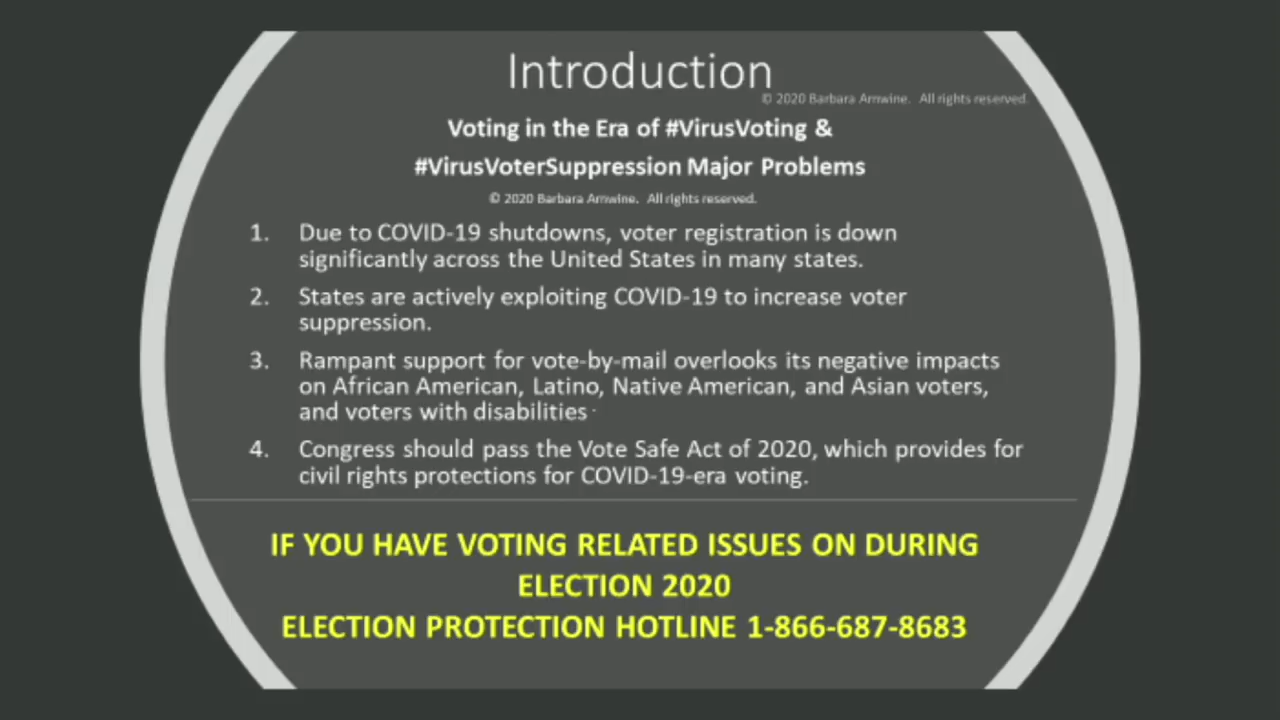 Introduction
© 2020 Barbara Arnwine. All rights reserved.
Voting in the Era of #VirusVoting &
#VirusVoterSuppression Major Problems
© 2020 Barbara Arnwine. All rights reserved.
1. Due to COVID-19 shutdowns, voter registration is down
significantly across the United States in many states.
2. States are actively exploiting COVID-19 to increase voter
suppression.
3. Rampant support for vote-by-mail overlooks its negative impacts
on African American, Latino, Native American, and Asian voters,
and voters with disabilities.
4. Congress should pass the Vote Safe Act of 2020, which provides for
civil rights protections for COVID-19-era voting.
IF YOU HAVE VOTING RELATED ISSUES ON DURING
ELECTION 2020
ELECTION PROTECTION HOTLINE 1-866-687-8683